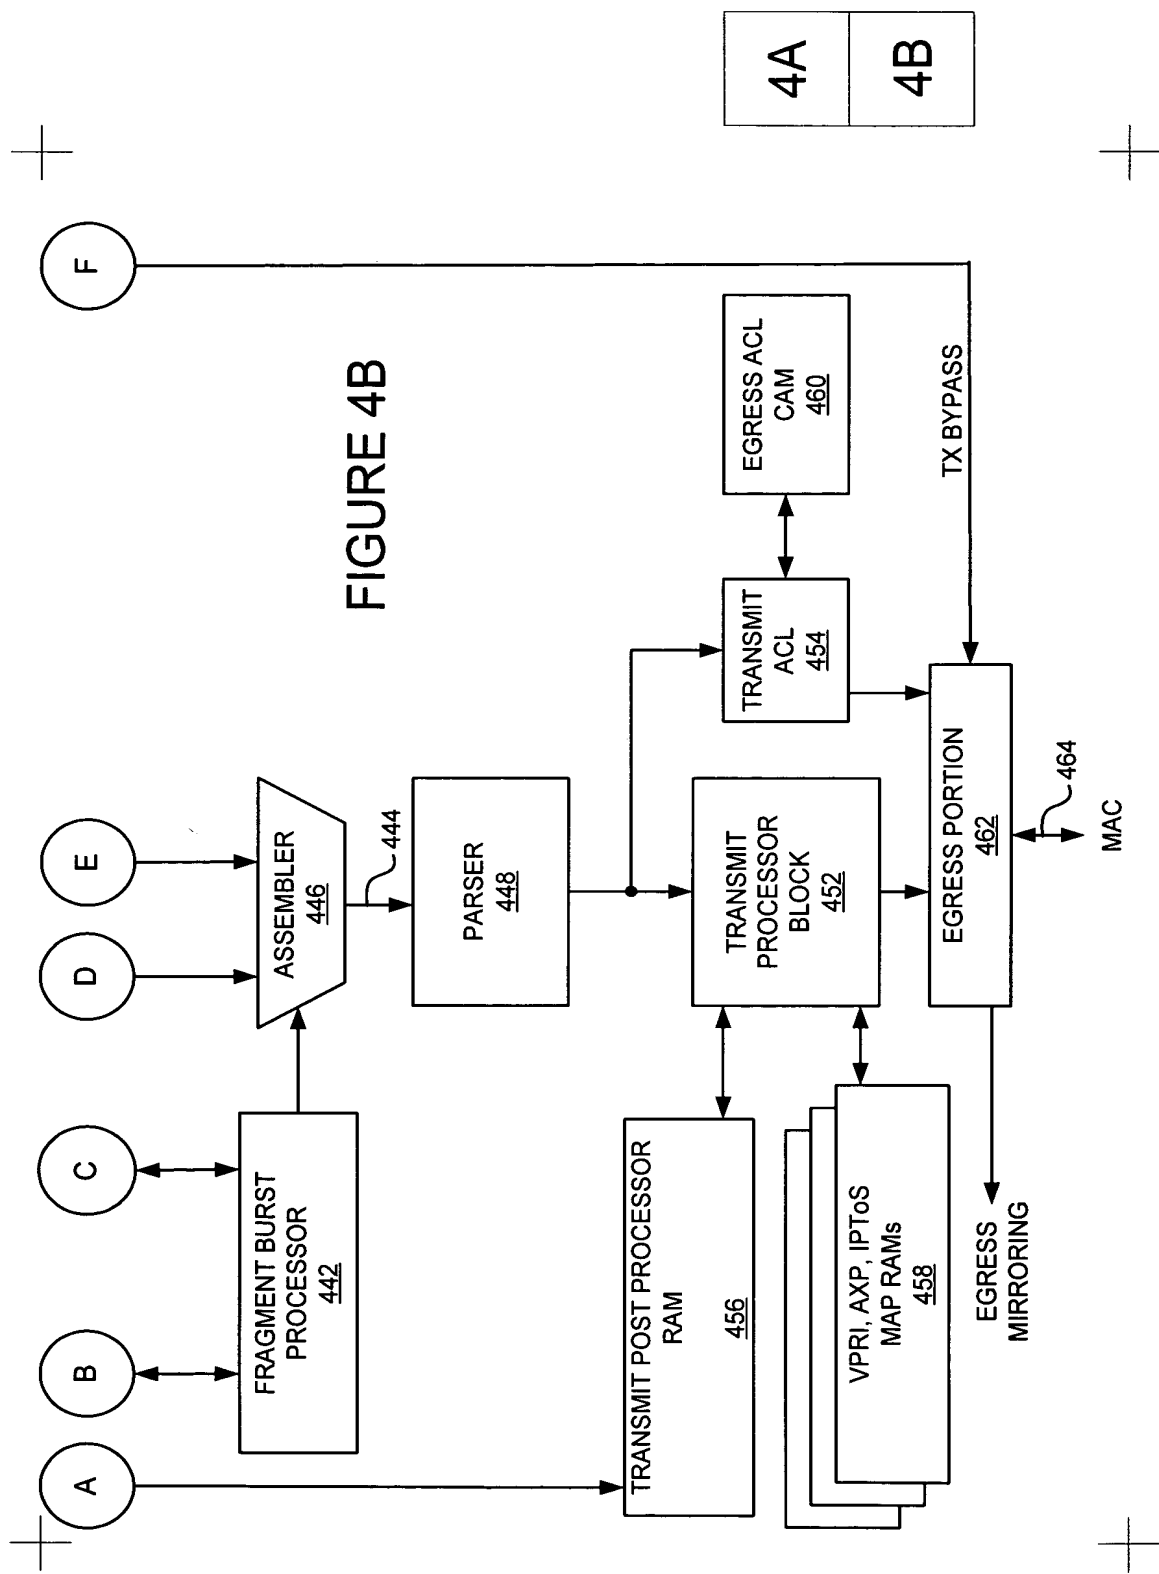 A
B
C
D
E
F
FIGURE 4B
FRAGMENT BURST
PROCESSOR
442
ASSEMBLER
446
444
PARSER
448
TRANSMIT POST PROCESSOR
RAM
456
TRANSMIT
PROCESSOR
BLOCK
452
TRANSMIT
ACL
454
EGRESS ACL
CAM
460
VPRI, AXP, IPToS
MAP RAMs
458
TX BYPASS
EGRESS PORTION
462
EGRESS
MIRRORING
464
MAC
4A
4B